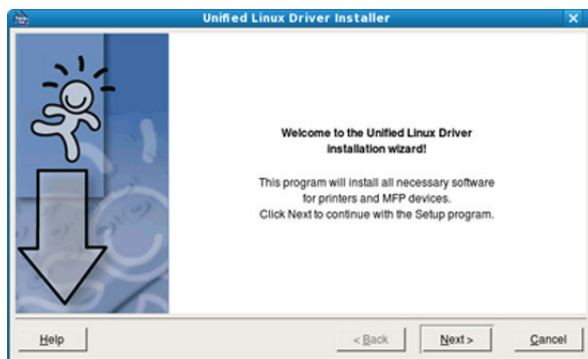 Unified Linux Driver Installer
Welcome to the Unified Linux Driver
installation wizard!
This program will install all necessary software
for printers and MFP devices.
Click Next to continue with the Setup program.
Help
< Back
Next >
Cancel